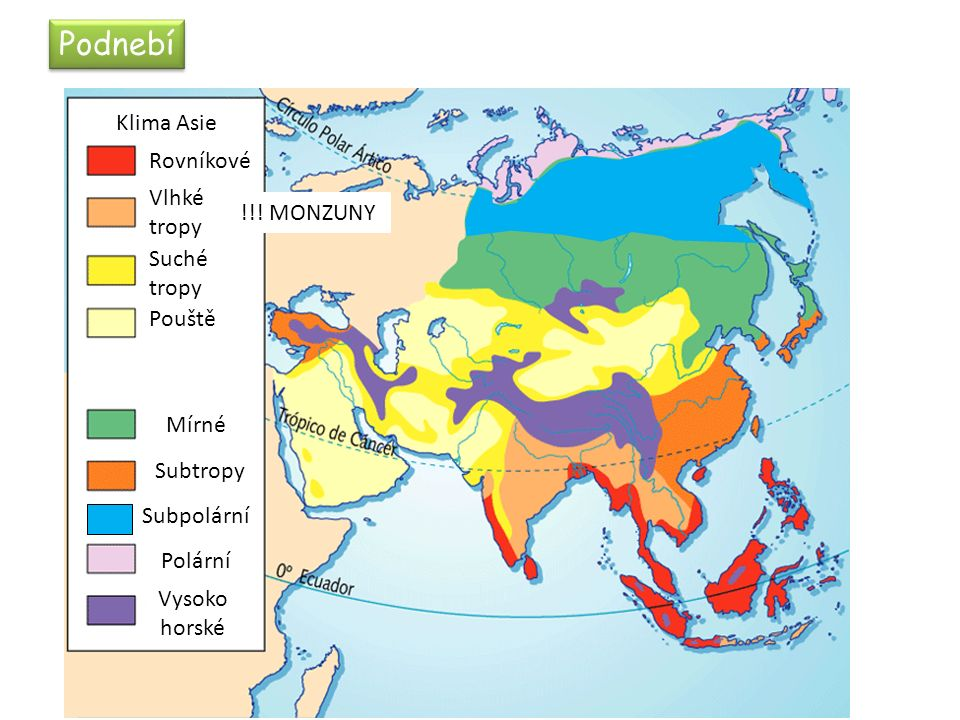 Podnebí
Klima Asie
Rovníkové
Vlhké
tropy
!!! MONZUNY
Suché
tropy
Pouště
Mírné
Subtropy
Subpolární
Polární
Vysoko
horské
Círculo Polar Ártico
Trópico de Cáncer
0º Ecuador